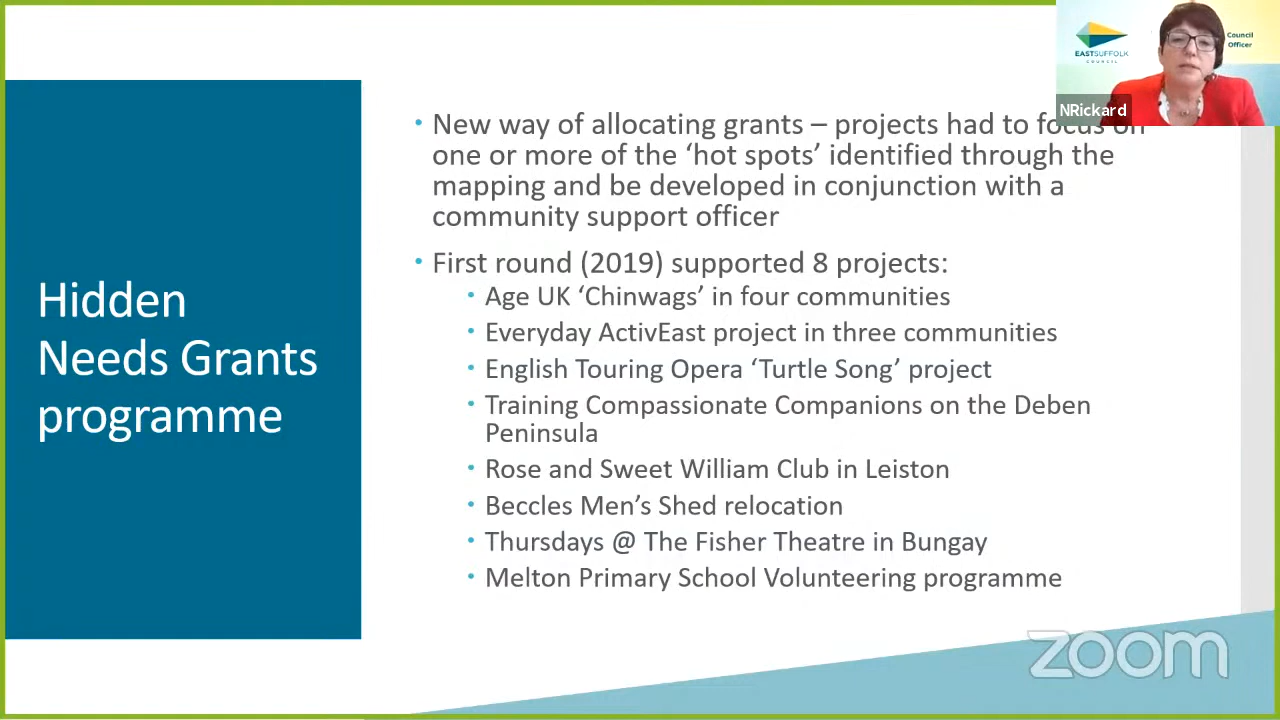 EASTSUFFOLK
COUNCIL
Council
Officer
NRickard
Hidden
Needs Grants
programme
• New way of allocating grants – projects had to focus on
one or more of the ‘hot spots’ identified through the
mapping and be developed in conjunction with a
community support officer
• First round (2019) supported 8 projects:
• Age UK ‘Chinwags’ in four communities
• Everyday ActivEast project in three communities
• English Touring Opera ‘Turtle Song’ project
• Training Compassionate Companions on the Deben
Peninsula
• Rose and Sweet William Club in Leiston
• Beccles Men’s Shed relocation
• Thursdays @ The Fisher Theatre in Bungay
• Melton Primary School Volunteering programme
zoom